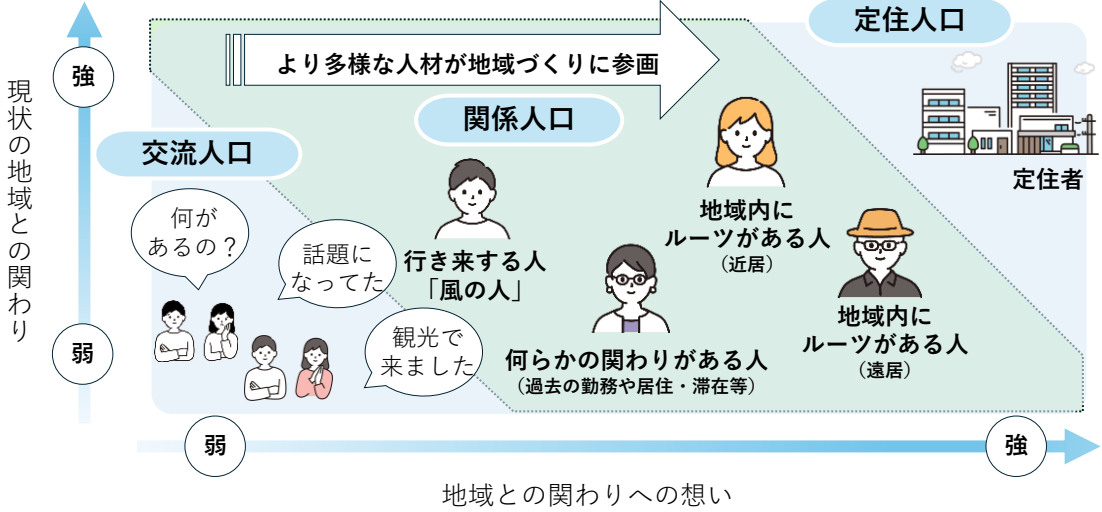 定住人口
より多様な人材が地域づくりに参画
強
関係人口
交流人口
定住者
現状の地域との関わり
何が
あるの？
話題に
なってた
観光で
来ました
行き来する人
「風の人」
地域内に
ルーツがある人
（近居）
何らかの関わりがある人
（過去の勤務や居住・滞在等）
地域内に
ルーツがある人
（遠居）
弱
弱
強
地域との関わりへの想い